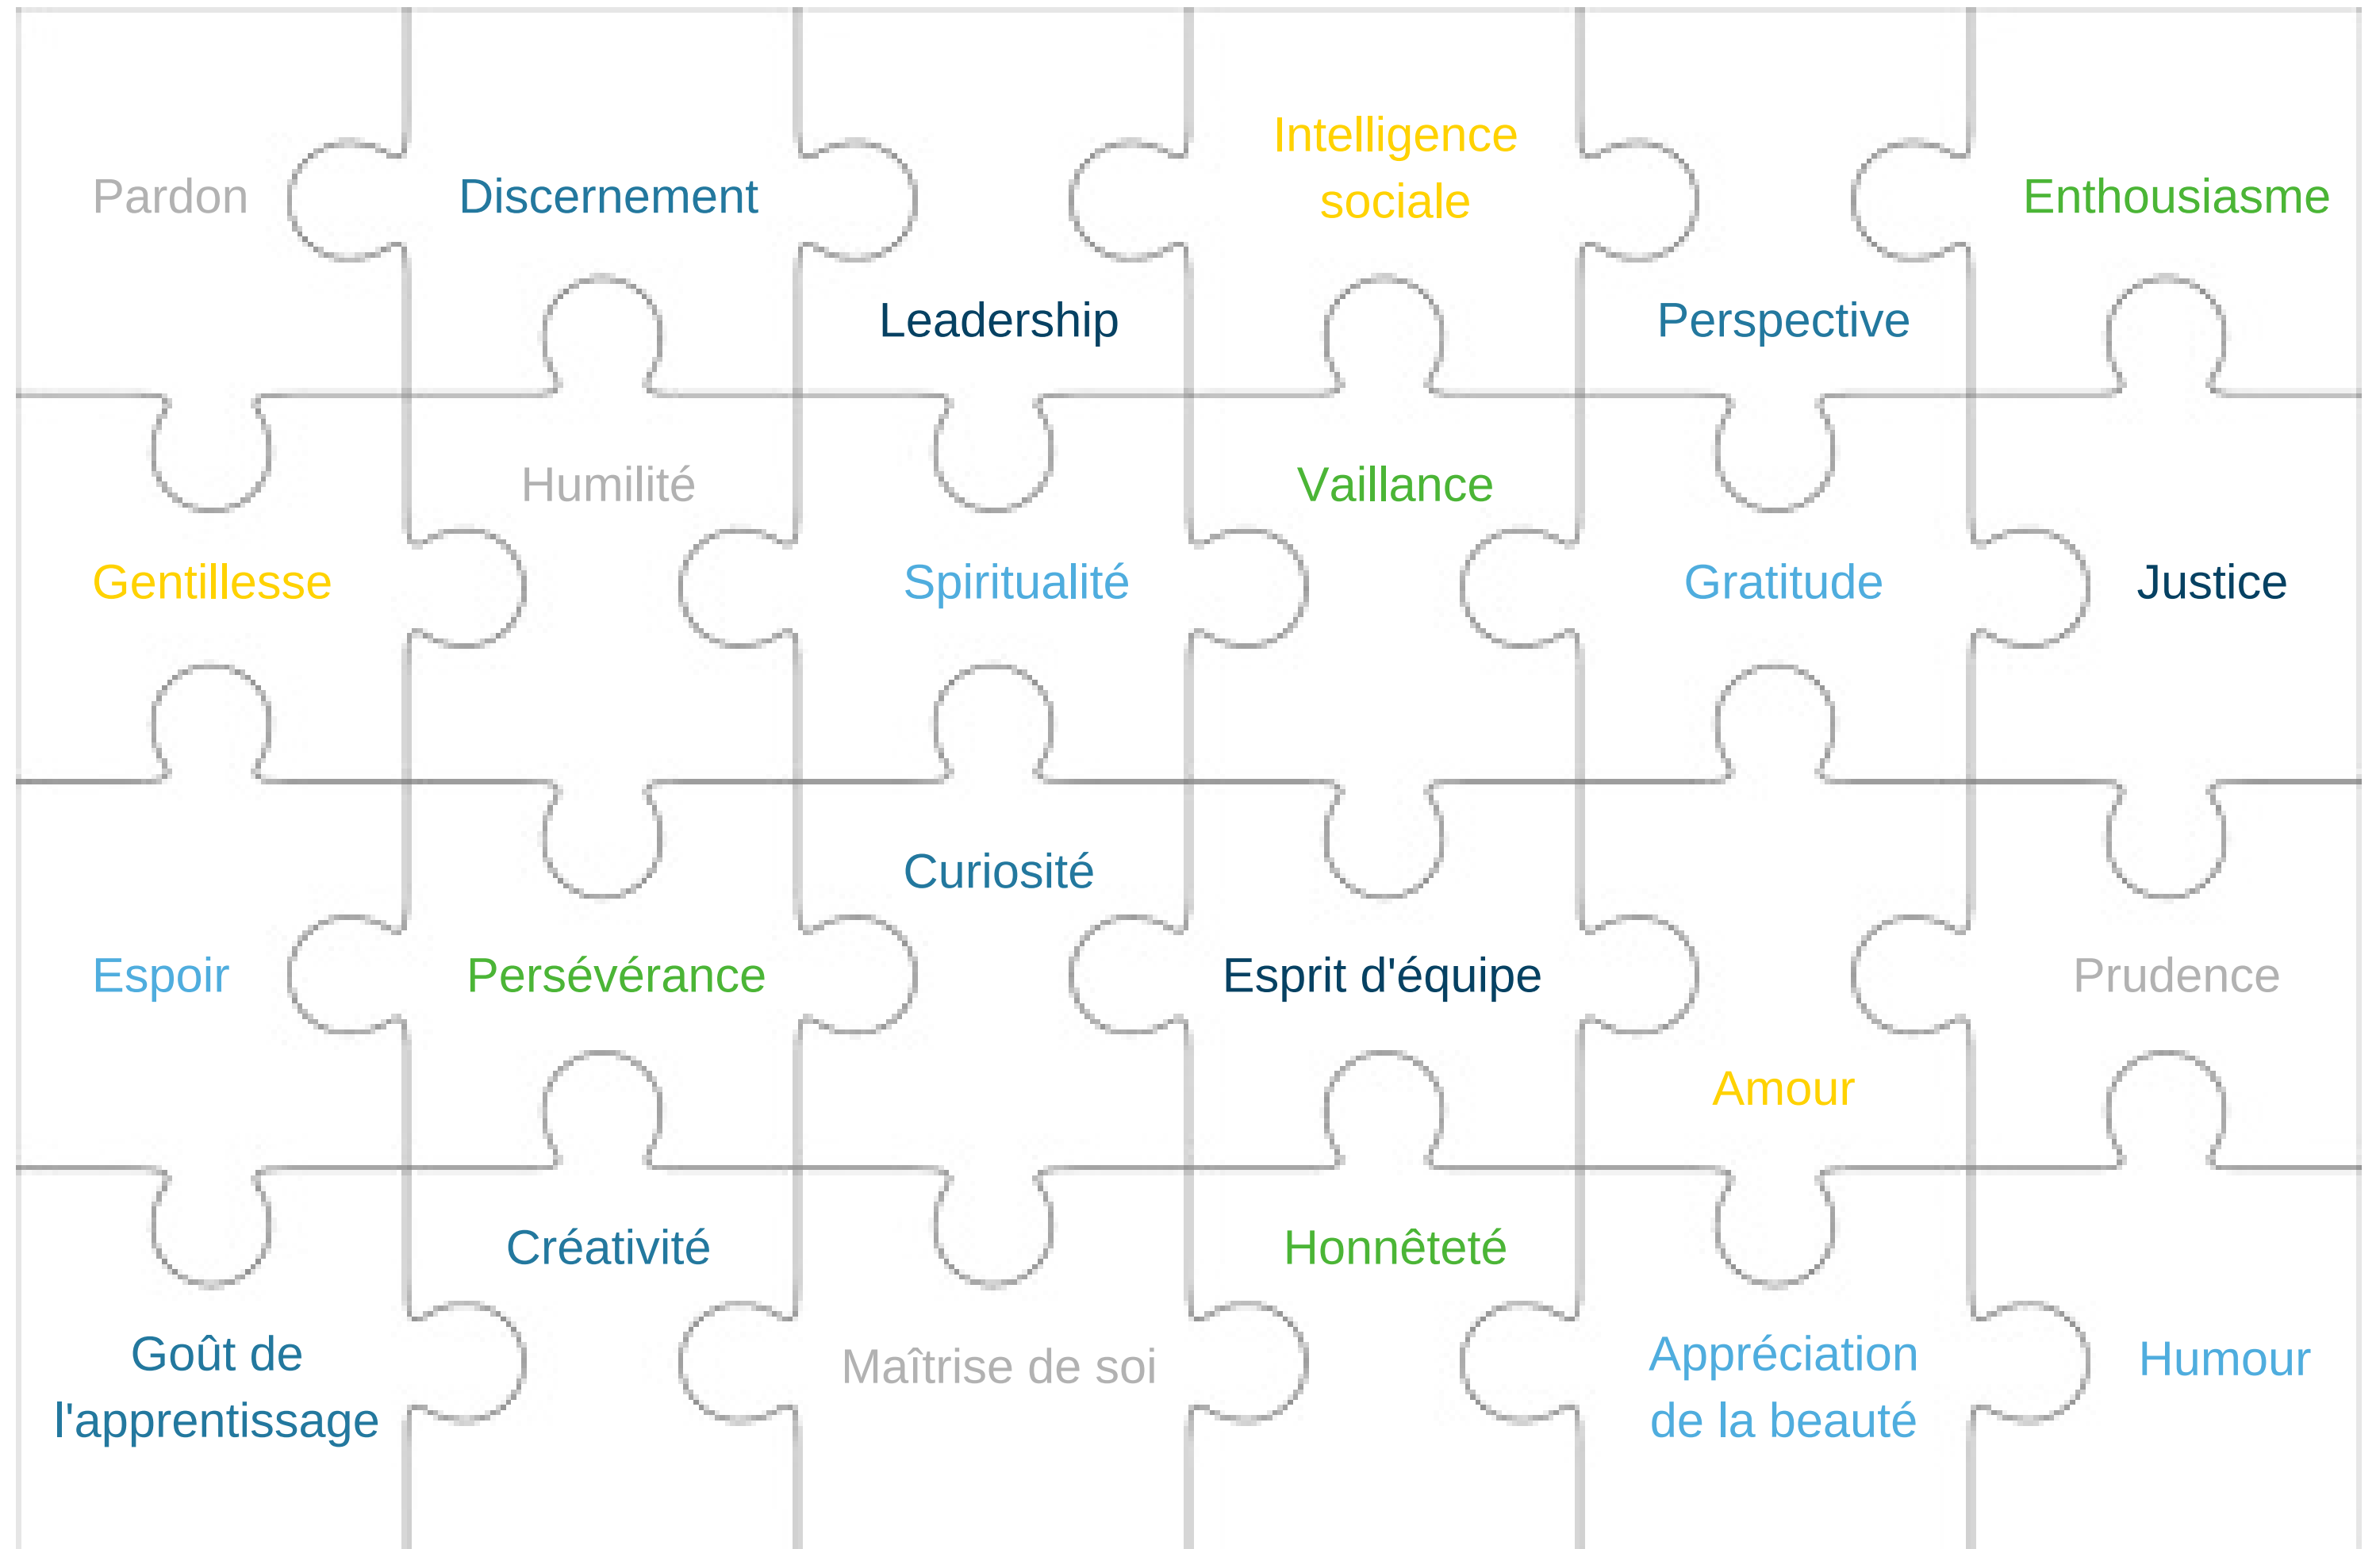 Pardon
Discernement
Leadership
Intelligence
sociale
Perspective
Enthousiasme
Gentillesse
Humilité
Spiritualité
Vaillance
Gratitude
Justice
Espoir
Persévérance
Curiosité
Esprit d'équipe
Amour
Prudence
Goût de
l'apprentissage
Créativité
Maîtrise de soi
Honnêteté
Appréciation
de la beauté
Humour